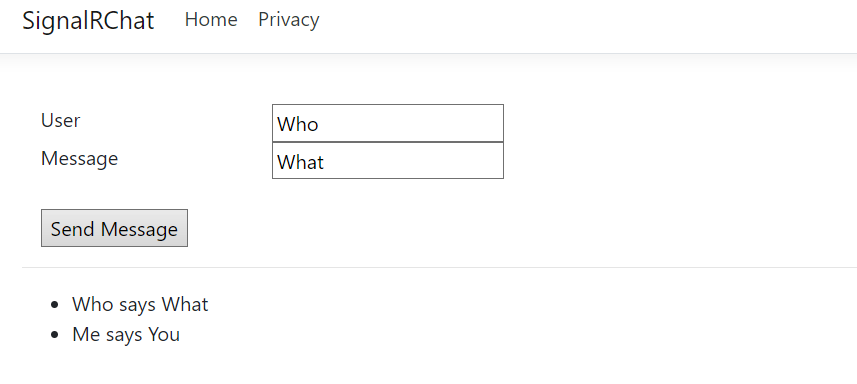 SignalRChat Home Privacy
User Who
Message What
Send Message
Who says What
Me says You